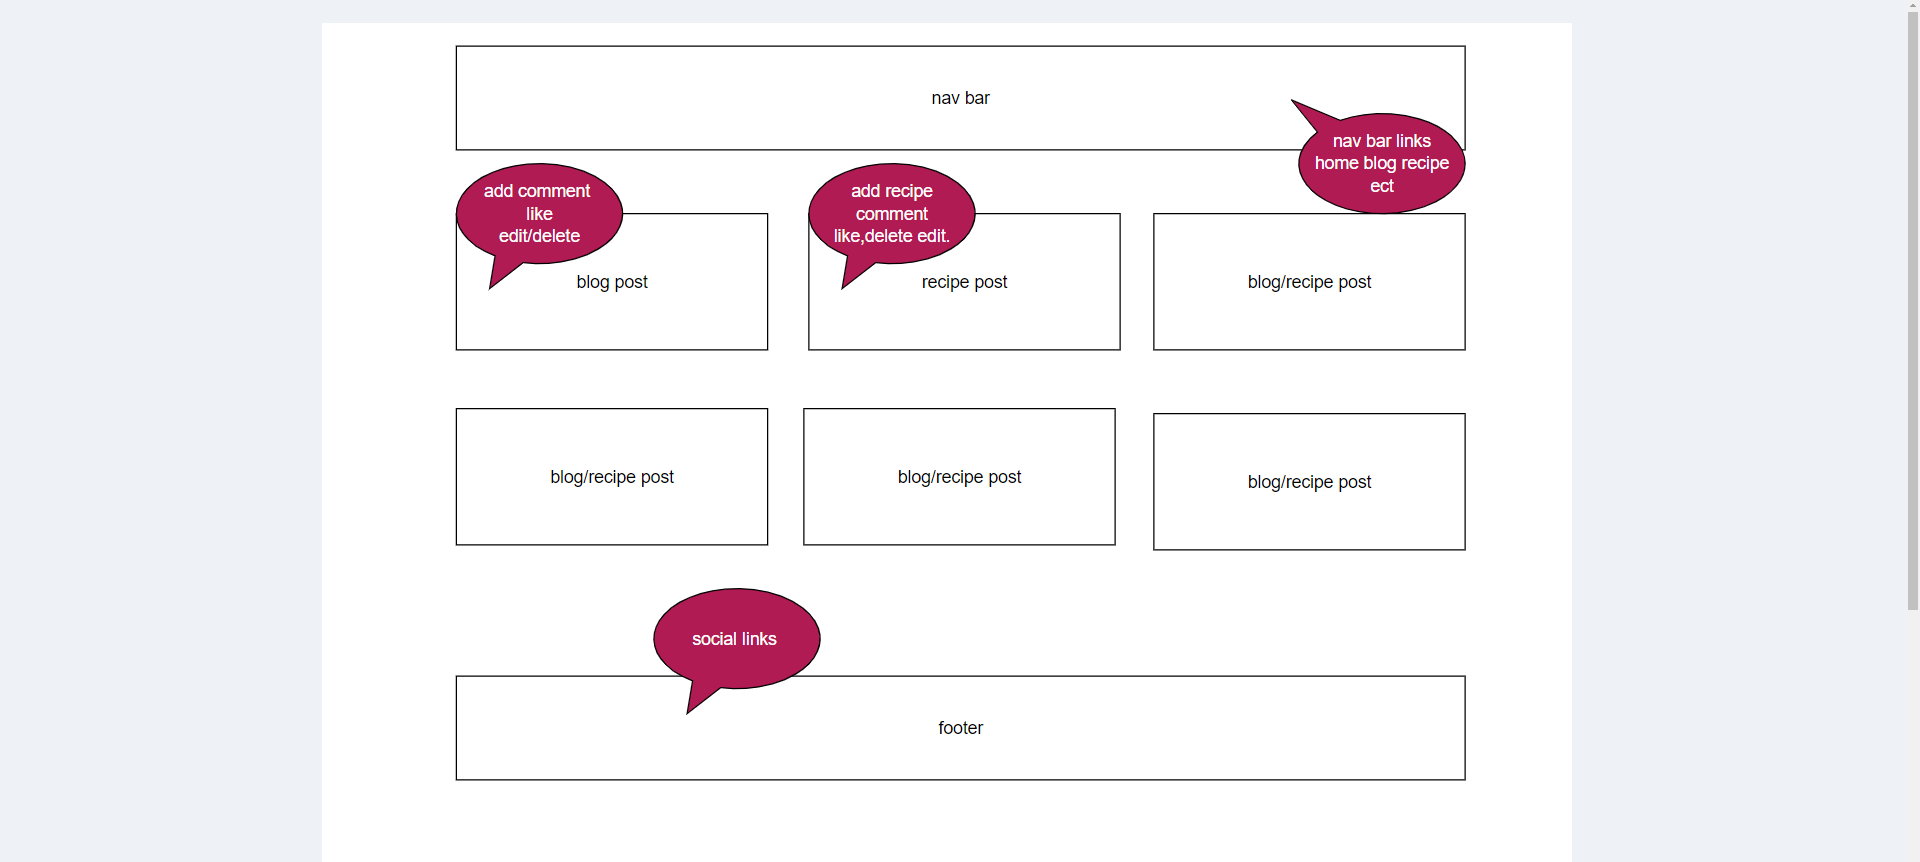 nav bar
nav bar links
home blog recipe
ect
add comment
like
edit/delete
add recipe
comment
like,delete edit.
blog post
recipe post
blog/recipe post
blog/recipe post
blog/recipe post
blog/recipe post
social links
footer